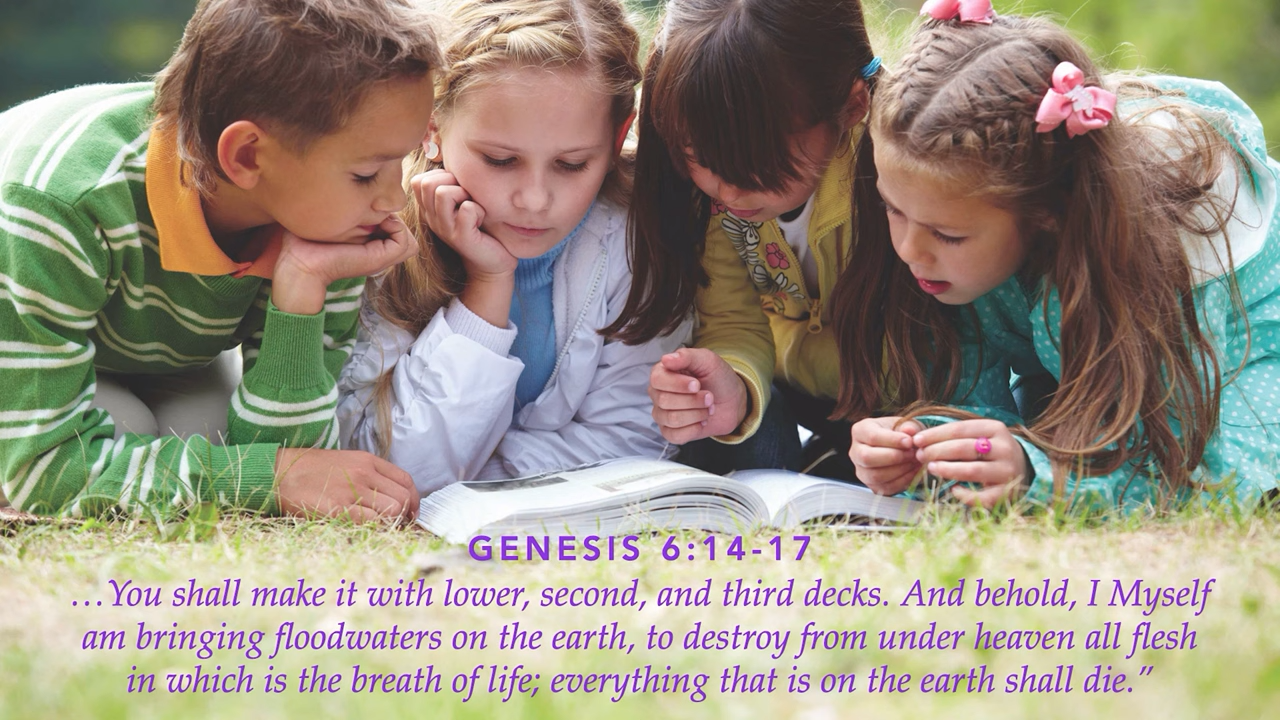 GENESIS 6:14-17
…You shall make it with lower, second, and third decks. And behold, I Myself
am bringing floodwaters on the earth, to destroy from under heaven all flesh
in which is the breath of life; everything that is on the earth shall die.”